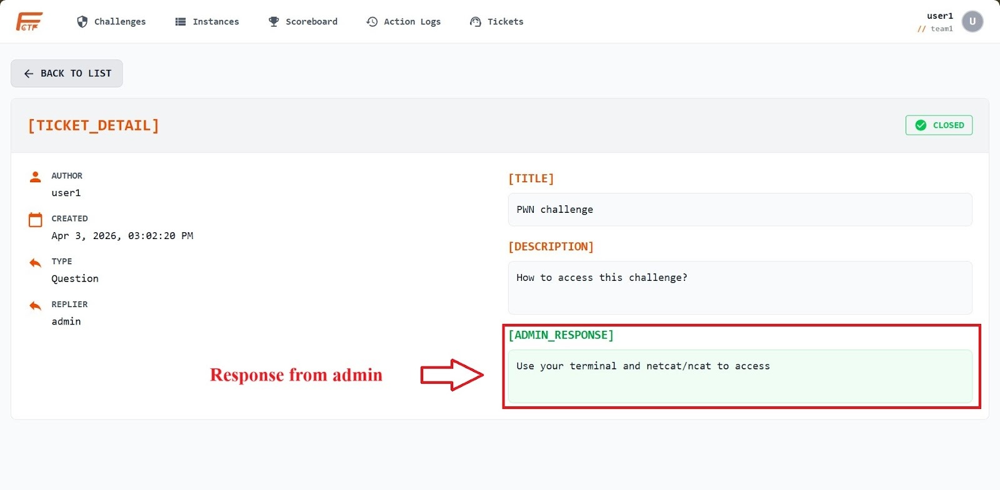 FCTF
Challenges
Instances
Scoreboard
Action Logs
Tickets
user1
// team1
U
← BACK TO LIST
[TICKET_DETAIL]
CLOSED
AUTHOR
user1
CREATED
Apr 3, 2026, 03:02:20 PM
TYPE
Question
REPLIER
admin
[TITLE]
PWN challenge
[DESCRIPTION]
How to access this challenge?
[ADMIN_RESPONSE]
Use your terminal and netcat/ncat to access
Response from admin